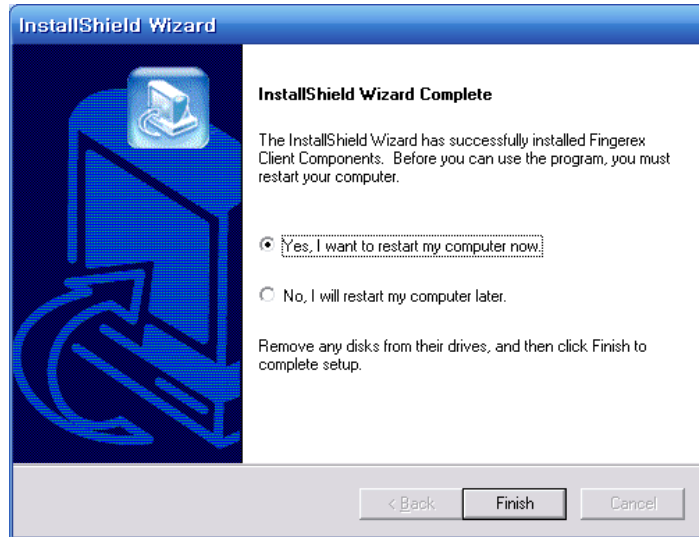 InstallShield Wizard
InstallShield Wizard Complete
The InstallShield Wizard has successfully installed Fingerex
Client Components.  Before you can use the program, you must
restart your computer.
Yes, I want to restart my computer now.
No, I will restart my computer later.
Remove any disks from their drives, and then click Finish to
complete setup.
< Back
Finish
Cancel